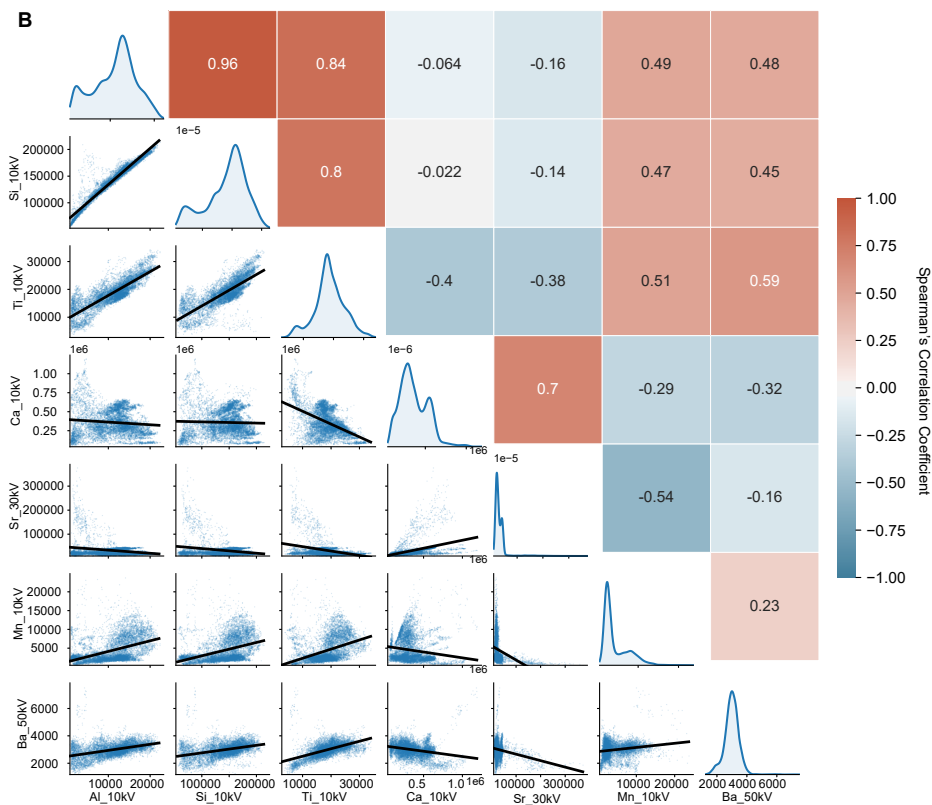 B
0.96 0.84 -0.064 -0.16 0.49 0.48
1e−5
Si_10kV
200000
150000
100000
0.8 -0.022 -0.14 0.47 0.45
Ti_10kV
30000
20000
10000
-0.4 -0.38 0.51 0.59
1e6 1e6 1e6 1e−6
Ca_10kV
1.00
0.75
0.50
0.25
0.7 -0.29 -0.32
1e6 1e−5
Sr_30kV
300000
200000
100000
-0.54 -0.16
1e6
Mn_10kV
20000
15000
10000
5000
0.23
1e6
Ba_50kV
6000
4000
2000
10000 20000 100000 200000 10000 30000 0.5 1.0 1e6 100000 300000 10000 20000 2000 4000 6000
Al_10kV Si_10kV Ti_10kV Ca_10kV Sr_30kV Mn_10kV Ba_50kV
1.00
0.75
0.50
0.25
0.00
−0.25
−0.50
−0.75
−1.00
Spearman's Correlation Coefficient